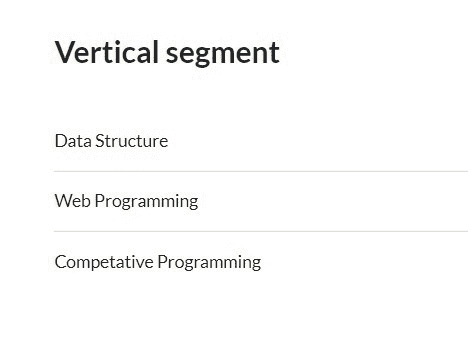 Vertical segment
Data Structure
Web Programming
Competative Programming